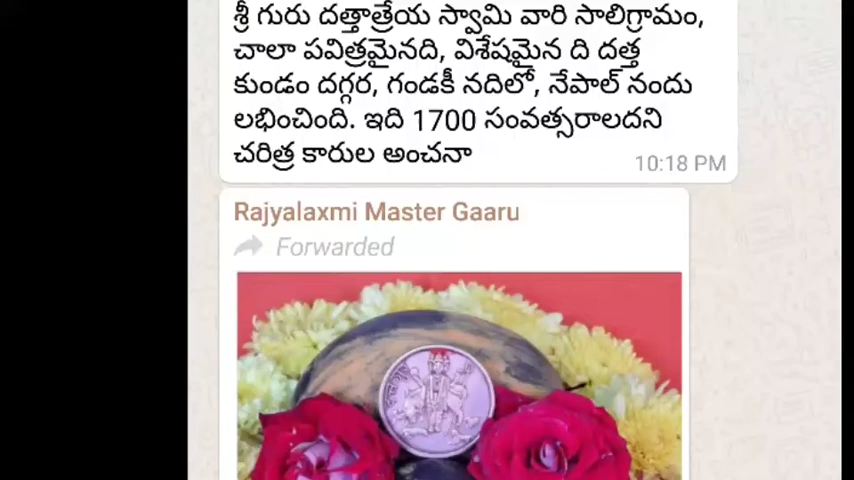 శ్రీ గురు దత్తాత్రేయ స్వామి వారి సాలిగ్రామం,
చాలా పవిత్రమైనది, విశేషమైన ది దత్త
కుండం దగ్గర, గండకీ నదిలో, నేపాల్ నందు
లభించింది. ఇది 1700 సంవత్సరాలదని
చరిత్ర కారుల అంచనా
10:18 PM
Rajyalaxmi Master Gaaru
Forwarded